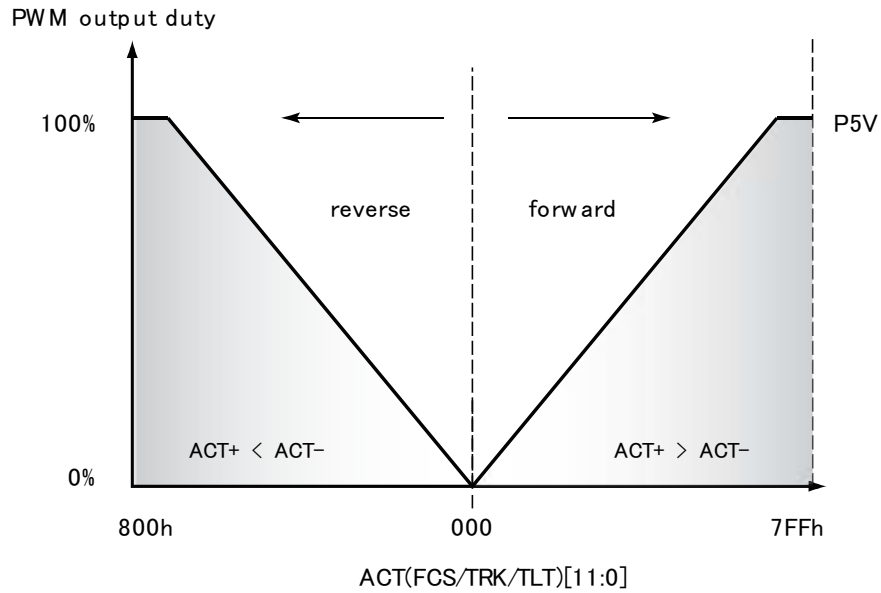 PWM output duty
100%
P5V
reverse
forward
ACT+ < ACT-
ACT+ > ACT-
0%
800h
000
7FFh
ACT(FCS/TRK/TLT)[11:0]